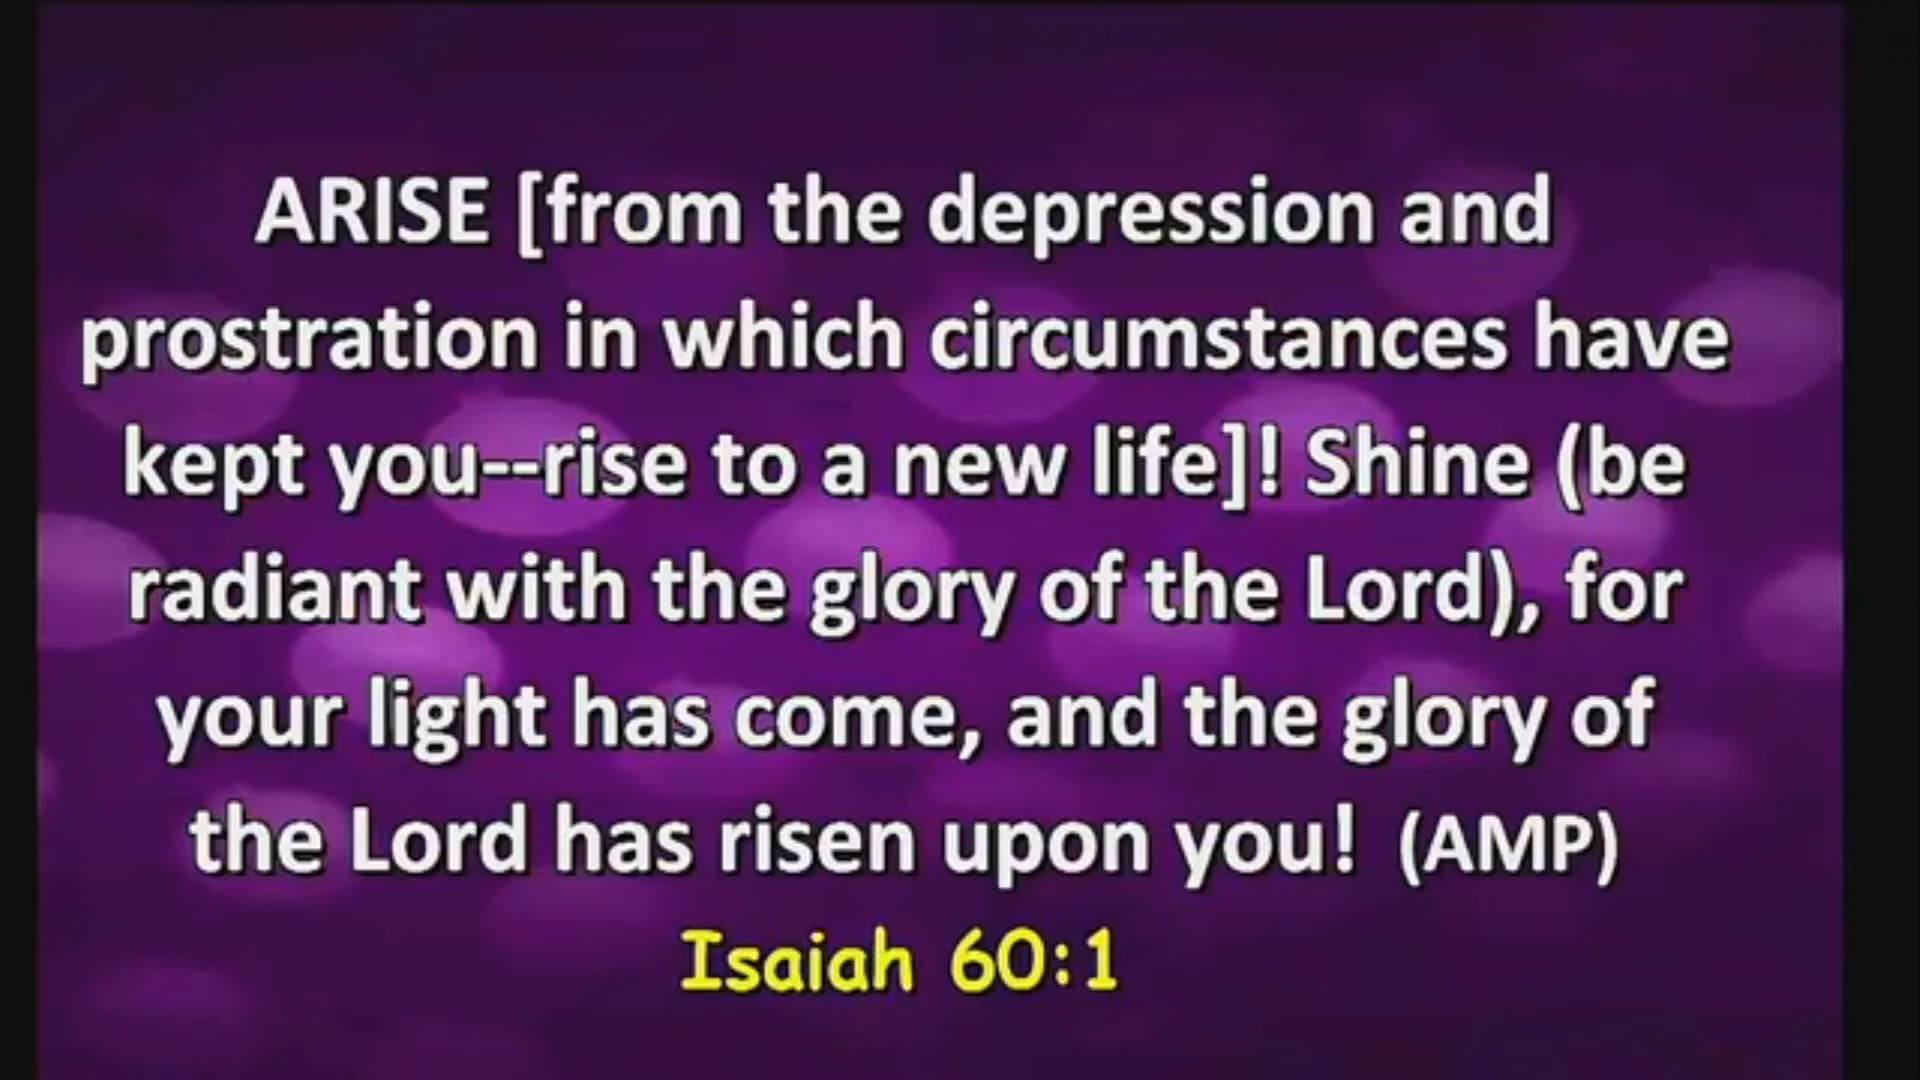 ARISE [from the depression and
prostration in which circumstances have
kept you--rise to a new life]! Shine (be
radiant with the glory of the Lord), for
your light has come, and the glory of
the Lord has risen upon you! (AMP)
Isaiah 60:1